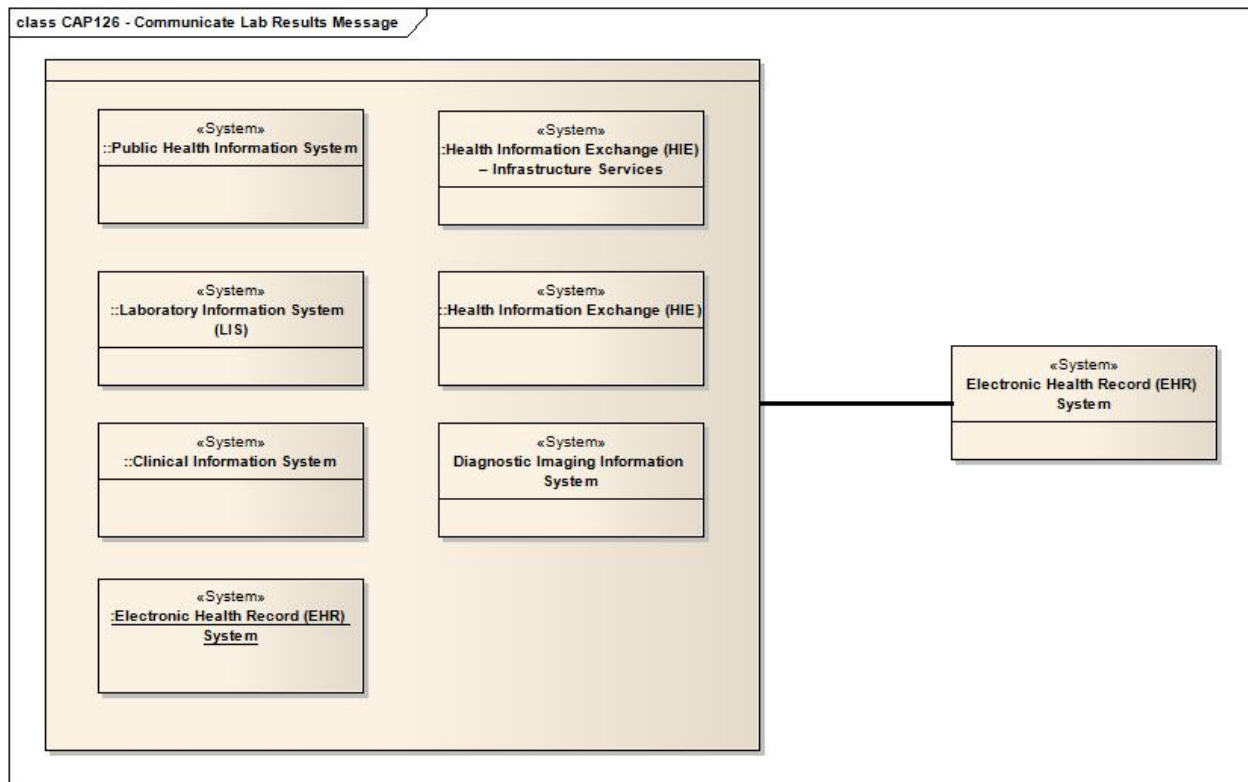 class CAP126 - Communicate Lab Results Message
«System»
::Public Health Information System
«System»
:Health Information Exchange (HIE)
– Infrastructure Services
«System»
::Laboratory Information System
(LIS)
«System»
::Health Information Exchange (HIE)
«System»
Electronic Health Record (EHR)
System
«System»
::Clinical Information System
«System»
Diagnostic Imaging Information
System
«System»
:Electronic Health Record (EHR)
System